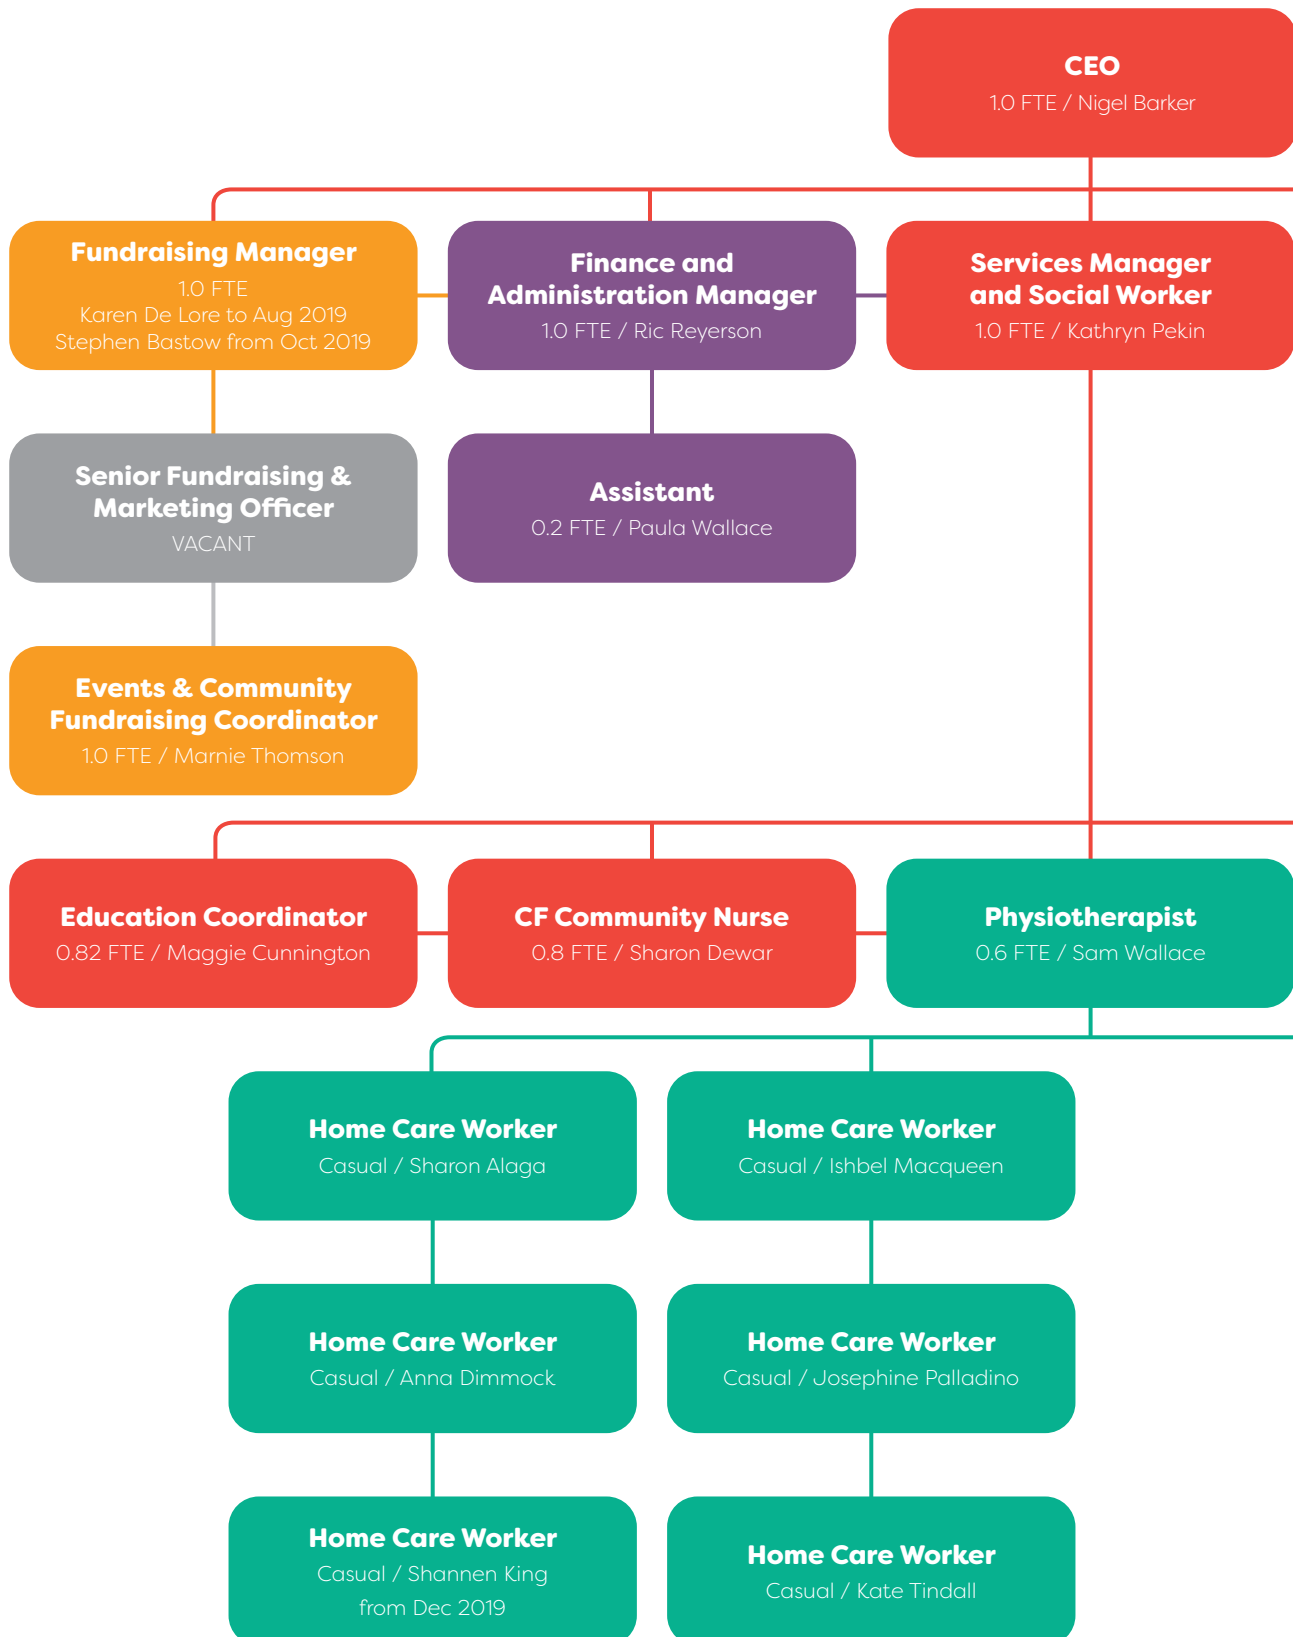 CEO
1.0 FTE / Nigel Barker
Fundraising Manager
1.0 FTE
Karen De Lore to Aug 2019
Stephen Bastow from Oct 2019
Finance and
Administration Manager
1.0 FTE / Ric Reyerson
Services Manager
and Social Worker
1.0 FTE / Kathryn Pekin
Senior Fundraising &
Marketing Officer
VACANT
Assistant
0.2 FTE / Paula Wallace
Events & Community
Fundraising Coordinator
1.0 FTE / Marnie Thomson
Education Coordinator
0.82 FTE / Maggie Cunnington
CF Community Nurse
0.8 FTE / Sharon Dewar
Physiotherapist
0.6 FTE / Sam Wallace
Home Care Worker
Casual / Sharon Alaga
Home Care Worker
Casual / Ishbel Macqueen
Home Care Worker
Casual / Anna Dimmock
Home Care Worker
Casual / Josephine Palladino
Home Care Worker
Casual / Shannen King
from Dec 2019
Home Care Worker
Casual / Kate Tindall